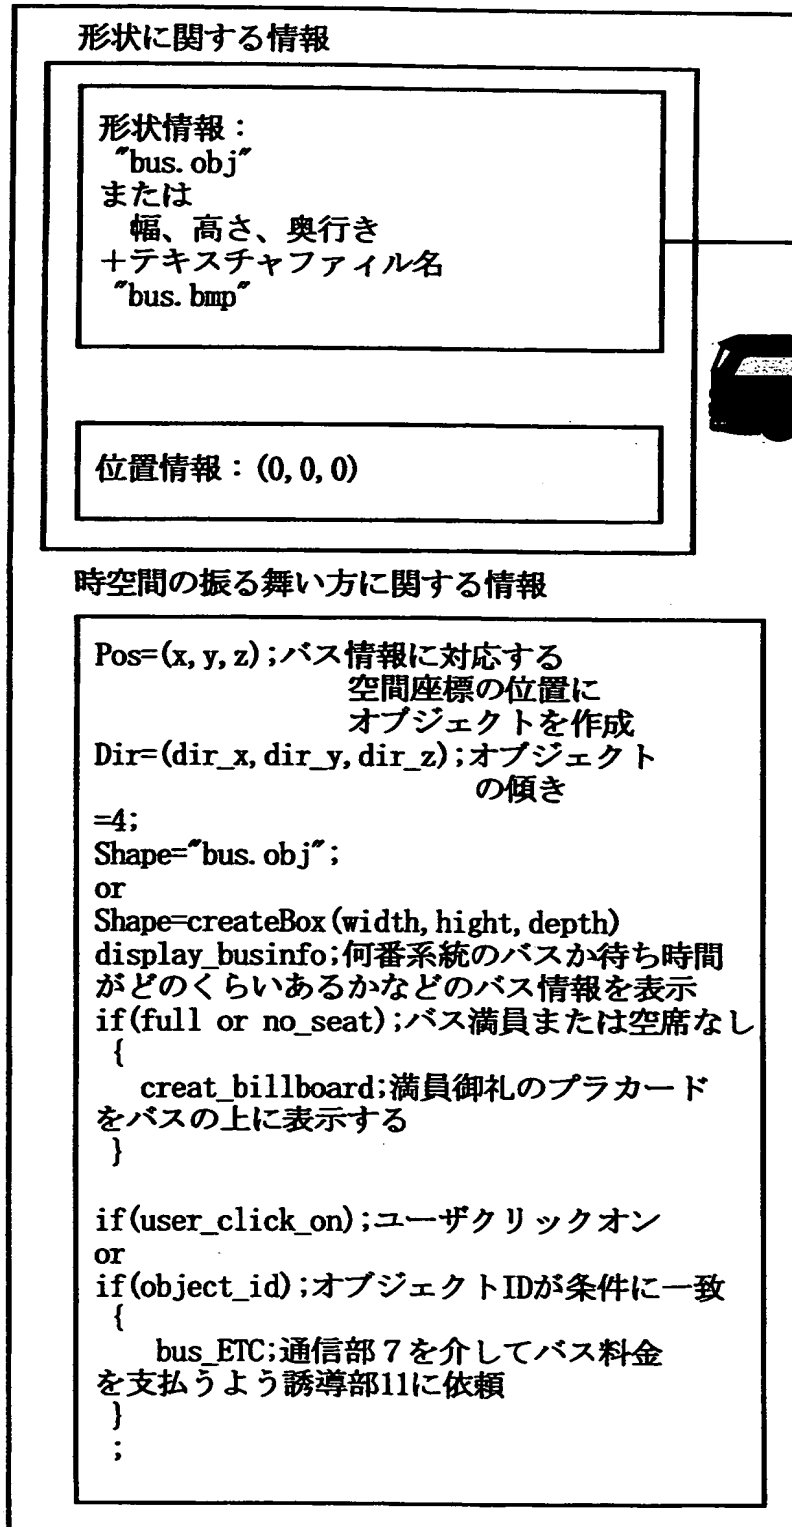 形状に関する情報
形状情報：
"bus.obj"
または
幅、高さ、奥行き
＋テキスチャファィル名
"bus.bmp"
位置情報：(0,0,0)
時空間の振る舞い方に関する情報
Pos=(x,y,z);バス情報に対応する
空間座標の位置に
オブジェクトを作成
Dir=(dir_x,dir_y,dir_z);オブジェクト
の傾き
=4;
Shape="bus.obj";
or
Shape=createBox(width,hight,depth)
display_businfo;何番系統のバスか待ち時間
がどのくらいあるかなどのバス情報を表示
if(full or no_seat);バス満員または空席なし
{
creat_billboard;満員御礼のプラカード
をバスの上に表示する
}
if(user_click_on);ユーザクリックオン
or
if(object_id);オブジェクトIDが条件に一致
{
bus_ETC;通信部７を介してバス料金
を支払うよう誘導部11に依頼
}
;